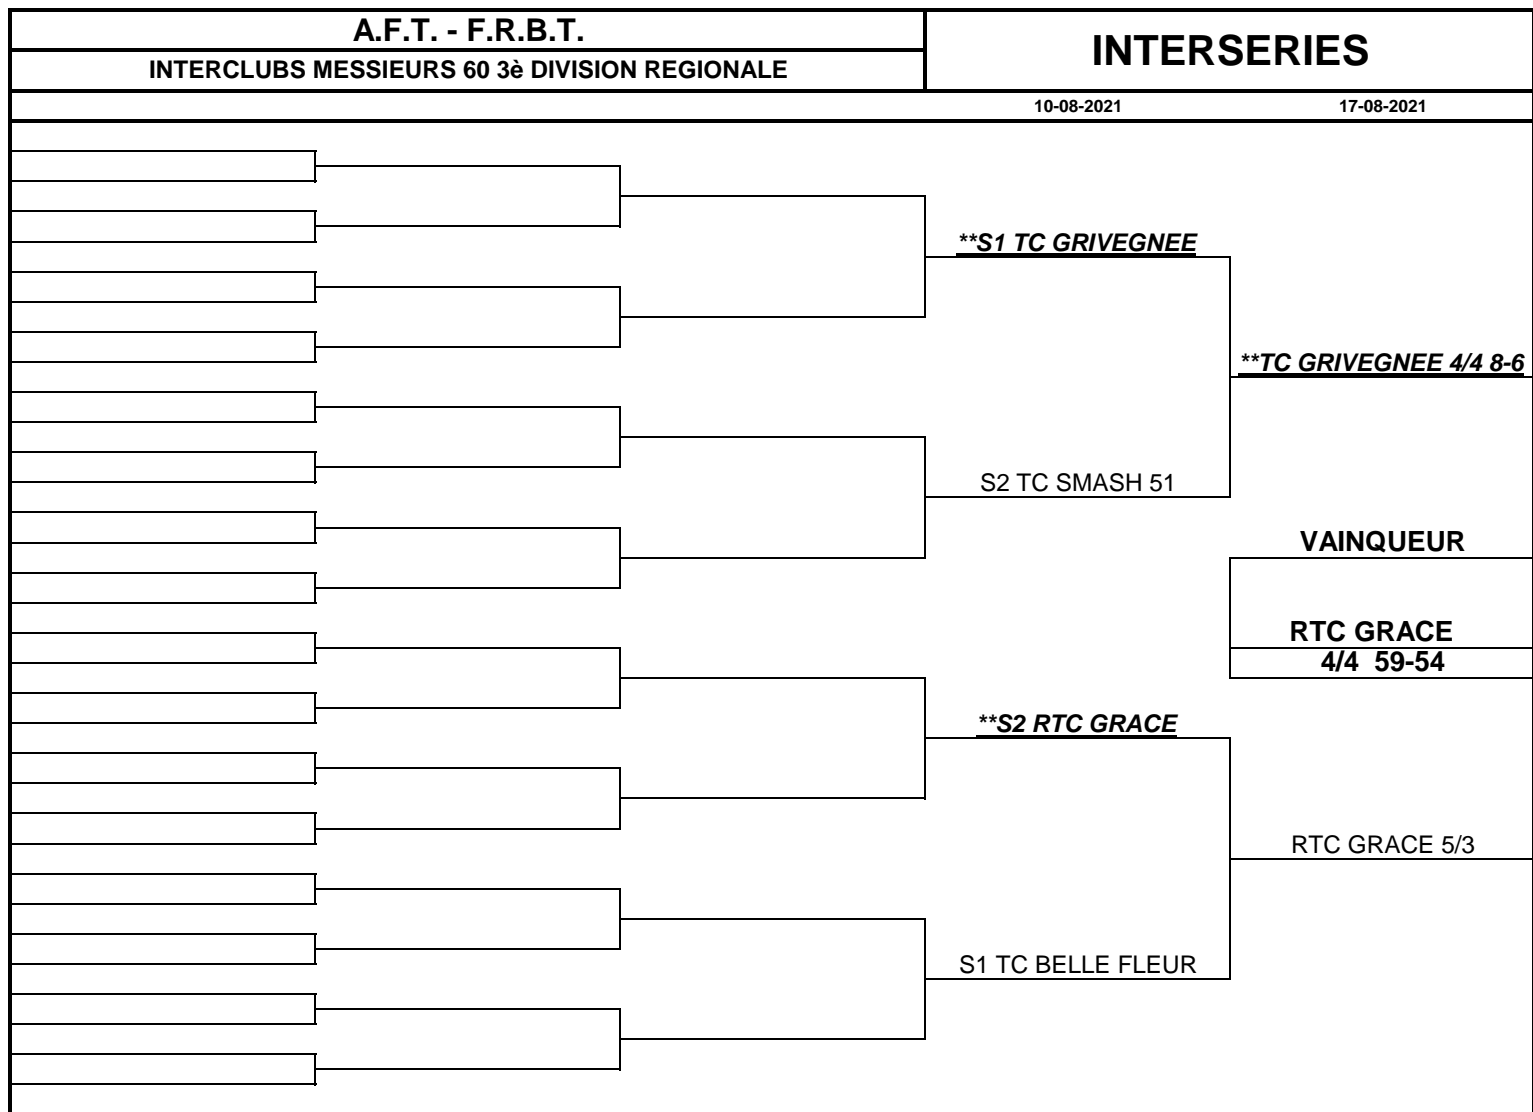 A.F.T. - F.R.B.T.
INTERCLUBS MESSIEURS 60 3è DIVISION REGIONALE
INTERSERIES
10-08-2021 17-08-2021
**S1 TC GRIVEGNEE
**TC GRIVEGNEE 4/4 8-6
S2 TC SMASH 51
VAINQUEUR
RTC GRACE
4/4 59-54
**S2 RTC GRACE
RTC GRACE 5/3
S1 TC BELLE FLEUR